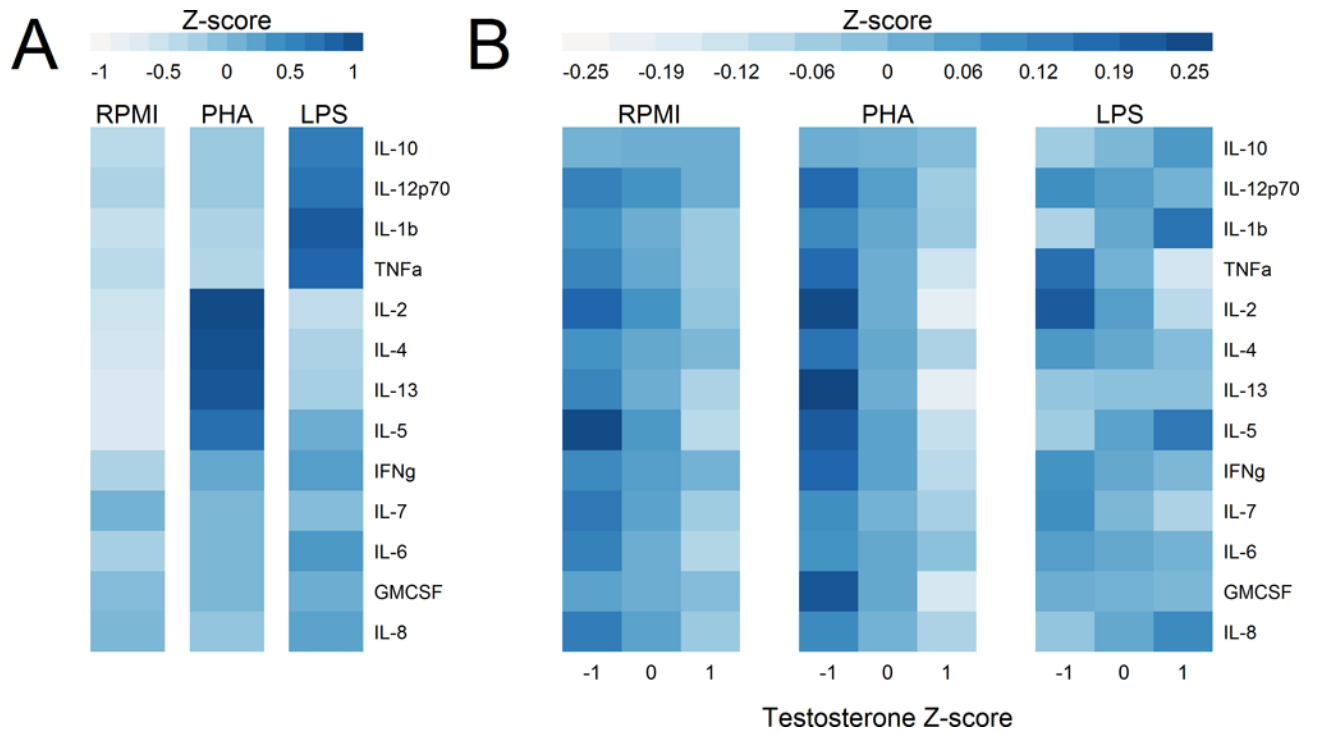 A
Z-score
-1 -0.5 0 0.5 1
RPMI PHA LPS
IL-10
IL-12p70
IL-1b
TNFa
IL-2
IL-4
IL-13
IL-5
IFNg
IL-7
IL-6
GMCSF
IL-8
B
Z-score
-0.25 -0.19 -0.12 -0.06 0 0.06 0.12 0.19 0.25
RPMI PHA LPS
IL-10
IL-12p70
IL-1b
TNFa
IL-2
IL-4
IL-13
IL-5
IFNg
IL-7
IL-6
GMCSF
IL-8
-1 0 1 -1 0 1 -1 0 1
Testosterone Z-score